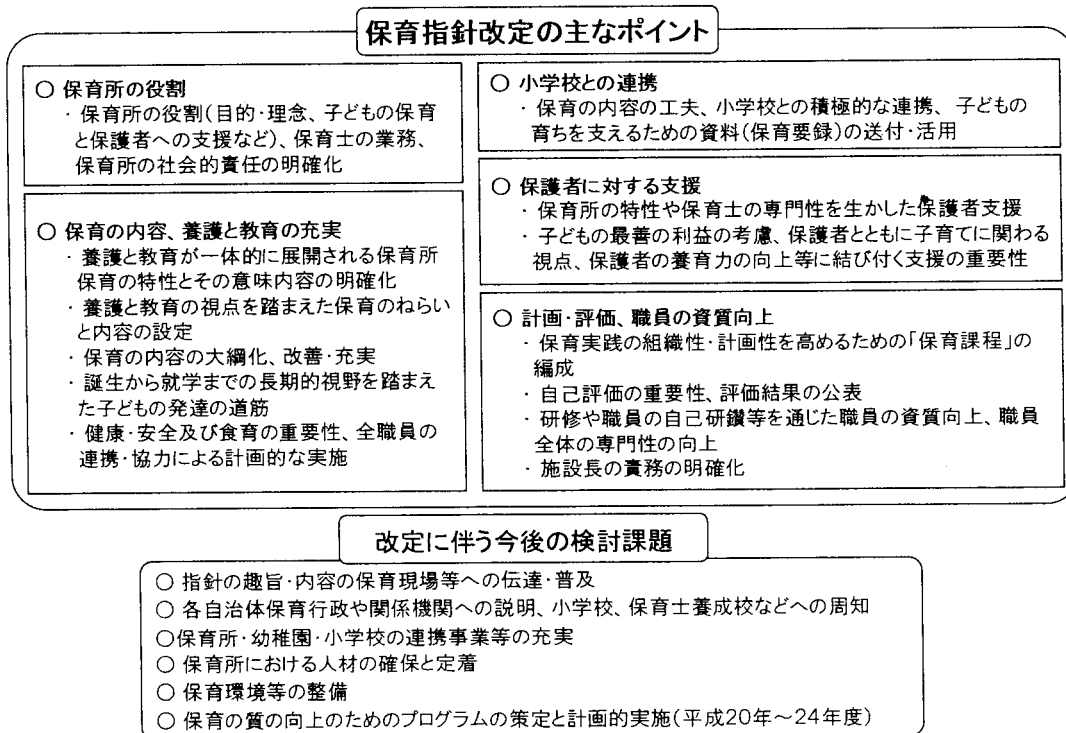 保育指針改定の主なポイント
○ 保育所の役割
・保育所の役割(目的・理念、子どもの保育
と保護者への支援など)、保育士の業務、
保育所の社会的責任の明確化
○ 保育の内容、養護と教育の充実
・養護と教育が一体的に展開される保育所
保育の特性とその意味内容の明確化
・養護と教育の視点を踏まえた保育のねらい
と内容の設定
・保育の内容の大綱化、改善・充実
・誕生から就学までの長期的視野を踏まえ
た子どもの発達の道筋
・健康・安全及び食育の重要性、全職員の
連携・協力による計画的な実施
○ 小学校との連携
・保育の内容の工夫、小学校との積極的な連携、子どもの
育ちを支えるための資料(保育要録)の送付・活用
○ 保護者に対する支援
・保育所の特性や保育士の専門性を生かした保護者支援
・子どもの最善の利益の考慮、保護者とともに子育てに関わる
視点、保護者の養育力の向上等に結び付く支援の重要性
○ 計画・評価、職員の資質向上
・保育実践の組織性・計画性を高めるための「保育課程」の
編成
・自己評価の重要性、評価結果の公表
・研修や職員の自己研鑽等を通じた職員の資質向上、職員
全体の専門性の向上
・施設長の責務の明確化
改定に伴う今後の検討課題
○ 指針の趣旨・内容の保育現場等への伝達・普及
○ 各自治体保育行政や関係機関への説明、小学校、保育士養成校などへの周知
○保育所・幼稚園・小学校の連携事業等の充実
○ 保育所における人材の確保と定着
○ 保育環境等の整備
○ 保育の質の向上のためのプログラムの策定と計画的実施(平成20年～24年度)